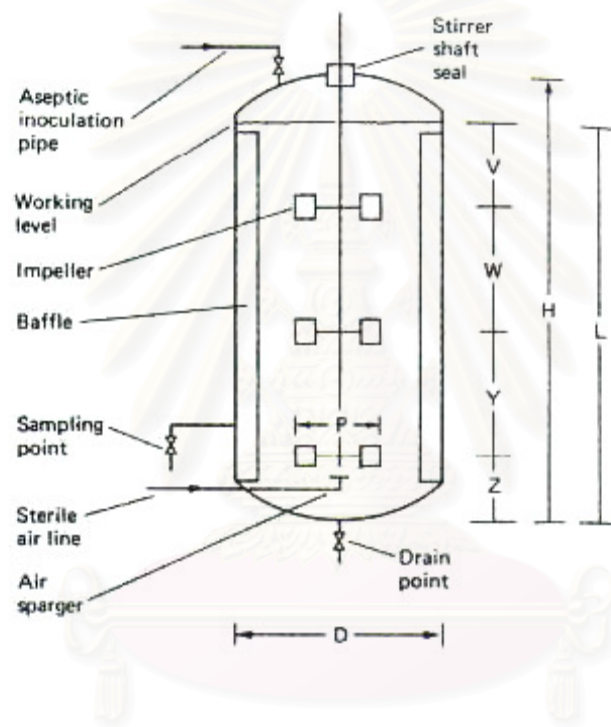 Stirrer
shaft
seal
Aseptic
inoculation
pipe
Working
level
Impeller
Baffle
Sampling
point
Sterile
air line
Air
sparger
Drain
point
V
W
Y
Z
H
L
P
D